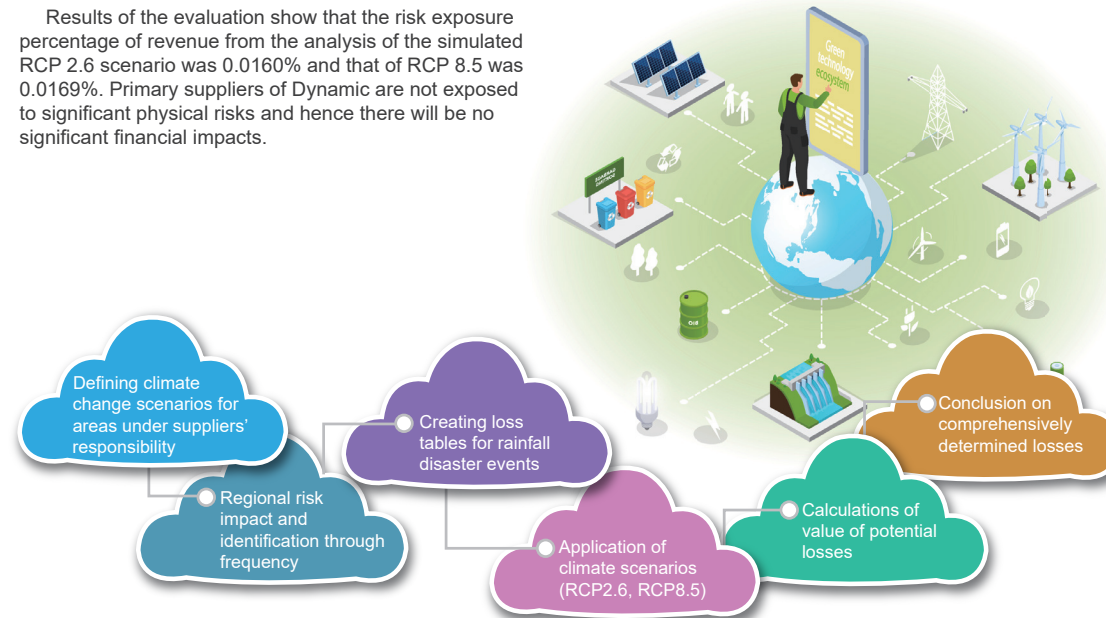 Results of the evaluation show that the risk exposure
percentage of revenue from the analysis of the simulated
RCP 2.6 scenario was 0.0160% and that of RCP 8.5 was
0.0169%. Primary suppliers of Dynamic are not exposed
to significant physical risks and hence there will be no
significant financial impacts.
Green
technology
ecosystem
GARBAGE
SORTING
OIL
Defining climate
change scenarios for
areas under suppliers'
responsibility
Regional risk
impact and
identification through
frequency
Creating loss
tables for rainfall
disaster events
Application of
climate scenarios
(RCP2.6, RCP8.5)
Calculations of
value of potential
losses
Conclusion on
comprehensively
determined losses